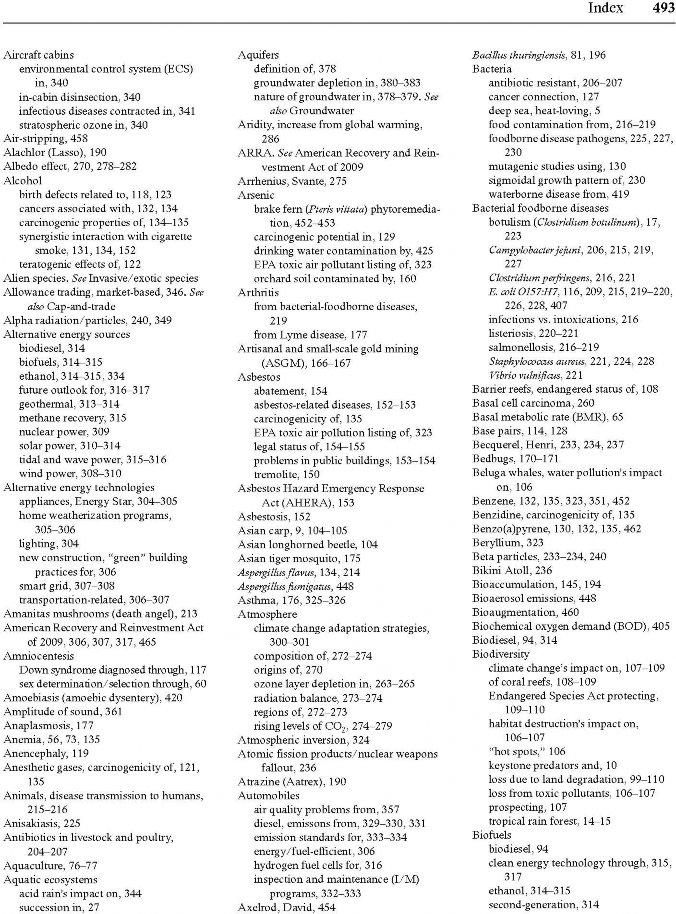 Index 493
Aircraft cabins
environmental control system (ECS)
in, 340
in-cabin disinsection, 340
infectious diseases contracted in, 341
stratospheric ozone in, 340
Air-stripping, 458
Alachlor (Lasso), 190
Albedo effect, 270, 278–282
Alcohol
birth defects related to, 118, 123
cancers associated with, 132, 134
carcinogenic properties of, 134–135
synergistic interaction with cigarette
smoke, 131, 134, 152
teratogenic effects of, 122
Alien species. See Invasive/exotic species
Allowance trading, market-based, 346. See
also Cap-and-trade
Alpha radiation/particles, 240, 349
Alternative energy sources
biodiesel, 314
biofuels, 314–315
ethanol, 314–315, 334
future outlook for, 316–317
geothermal, 313–314
methane recovery, 315
nuclear power, 309
solar power, 310–314
tidal and wave power, 315–316
wind power, 308–310
Alternative energy technologies
appliances, Energy Star, 304–305
home weatherization programs,
305–306
lighting, 304
new construction, “green” building
practices for, 306
smart grid, 307–308
transportation-related, 306–307
Amanitas mushrooms (death angel), 213
American Recovery and Reinvestment Act
of 2009, 306, 307, 317, 465
Amniocentesis
Down syndrome diagnosed through, 117
sex determination/selection through, 60
Amoebiasis (amoebic dysentery), 420
Amplitude of sound, 361
Anaplasmosis, 177
Anemia, 56, 73, 135
Anencephaly, 119
Anesthetic gases, carcinogenicity of, 121,
135
Animals, disease transmission to humans,
215–216
Anisakiasis, 225
Antibiotics in livestock and poultry,
204–207
Aquaculture, 76–77
Aquatic ecosystems
acid rain's impact on, 344
succession in, 27
Aquifers
definition of, 378
groundwater depletion in, 380–383
nature of groundwater in, 378–379. See
also Groundwater
Aridity, increase from global warming,
286
ARRA. See American Recovery and Rein-
vestment Act of 2009
Arrhenius, Svante, 275
Arsenic
brake fern (Pteris vittata) phytoremedia-
tion, 452–453
carcinogenic potential in, 129
drinking water contamination by, 425
EPA toxic air pollutant listing of, 323
orchard soil contaminated by, 160
Arthritis
from bacterial-foodborne diseases,
219
from Lyme disease, 177
Artisanal and small-scale gold mining
(ASGM), 166–167
Asbestos
abatement, 154
asbestos-related diseases, 152–153
carcinogenicity of, 135
EPA toxic air pollution listing of, 323
legal status of, 154–155
problems in public buildings, 153–154
tremolite, 150
Asbestos Hazard Emergency Response
Act (AHERA), 153
Asbestosis, 152
Asian carp, 9, 104–105
Asian longhorned beetle, 104
Asian tiger mosquito, 175
Aspergillus flavus, 134, 214
Aspergillus fumigatus, 448
Asthma, 176, 325–326
Atmosphere
climate change adaptation strategies,
300–301
composition of, 272–274
origins of, 270
ozone layer depletion in, 263–265
radiation balance, 273–274
regions of, 272–273
rising levels of CO₂, 274–279
Atmospheric inversion, 324
Atomic fission products/nuclear weapons
fallout, 236
Atrazine (Aatrex), 190
Automobiles
air quality problems from, 357
diesel, emissons from, 329–330, 331
emission standards for, 333–334
energy/fuel-efficient, 306
hydrogen fuel cells for, 316
inspection and maintenance (I/M)
programs, 332–333
Axelrod, David, 454
Bacillus thuringiensis, 81, 196
Bacteria
antibiotic resistant, 206–207
cancer connection, 127
deep sea, heat-loving, 5
food contamination from, 216–219
foodborne disease pathogens, 225, 227,
230
mutagenic studies using, 130
sigmoidal growth pattern of, 230
waterborne disease from, 419
Bacterial foodborne diseases
botulism (Clostridium botulinum), 17,
223
Campylobacter jejuni, 206, 215, 219,
227
Clostridium perfringens, 216, 221
E. coli O157:H7, 116, 209, 215, 219–220,
226, 228, 407
infections vs. intoxications, 216
listeriosis, 220–221
salmonellosis, 216–219
Staphylococcus aureus, 221, 224, 228
Vibrio vulnificus, 221
Barrier reefs, endangered status of, 108
Basal cell carcinoma, 260
Basal metabolic rate (BMR), 65
Base pairs, 114, 128
Becquerel, Henri, 233, 234, 237
Bedbugs, 170–171
Beluga whales, water pollution's impact
on, 106
Benzene, 132, 135, 323, 351, 452
Benzidine, carcinogenicity of, 135
Benzo(a)pyrene, 130, 132, 135, 462
Beryllium, 323
Beta particles, 233–234, 240
Bikini Atoll, 236
Bioaccumulation, 145, 194
Bioaerosol emissions, 448
Bioaugmentation, 460
Biochemical oxygen demand (BOD), 405
Biodiesel, 94, 314
Biodiversity
climate change's impact on, 107–109
of coral reefs, 108–109
Endangered Species Act protecting,
109–110
habitat destruction's impact on,
106–107
“hot spots,” 106
keystone predators and, 10
loss due to land degradation, 99–110
loss from toxic pollutants, 106–107
prospecting, 107
tropical rain forest, 14–15
Biofuels
biodiesel, 94
clean energy technology through, 315,
317
ethanol, 314–315
second-generation, 314